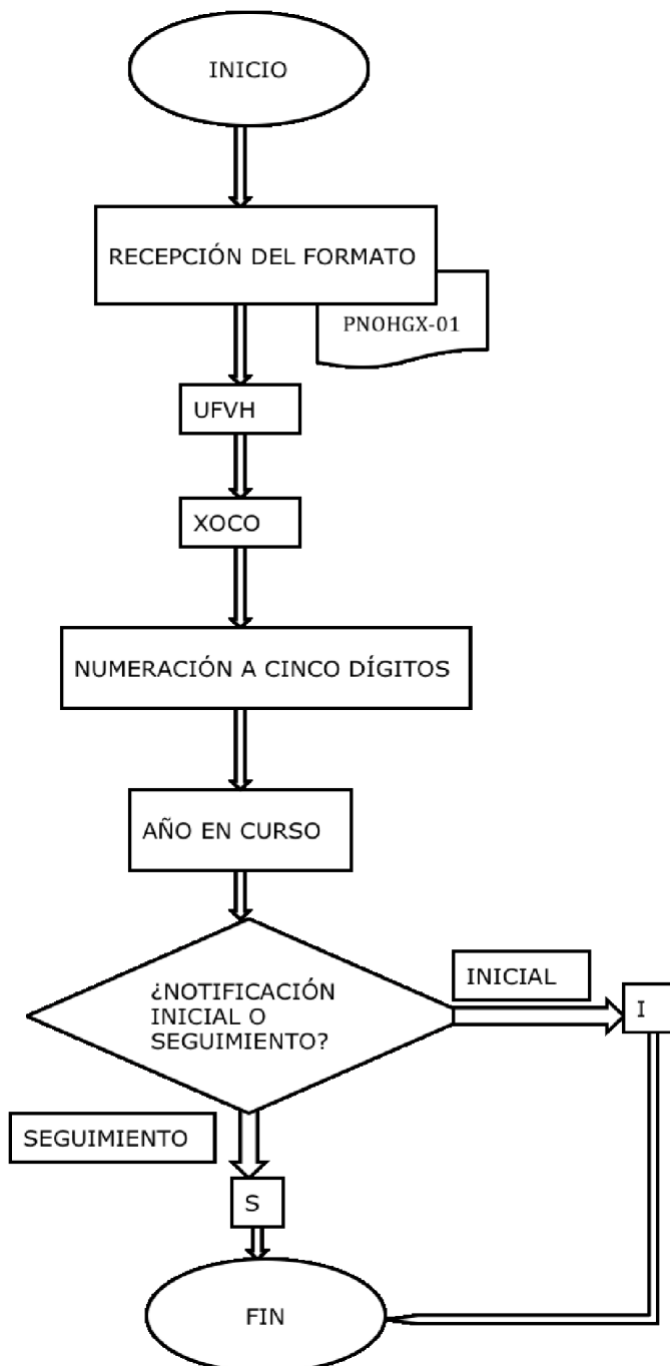 INICIO
RECEPCIÓN DEL FORMATO
PNOHGX-01
UFVH
XOCO
NUMERACIÓN A CINCO DÍGITOS
AÑO EN CURSO
¿NOTIFICACIÓN
INICIAL O
SEGUIMIENTO?
INICIAL
I
SEGUIMIENTO
S
FIN